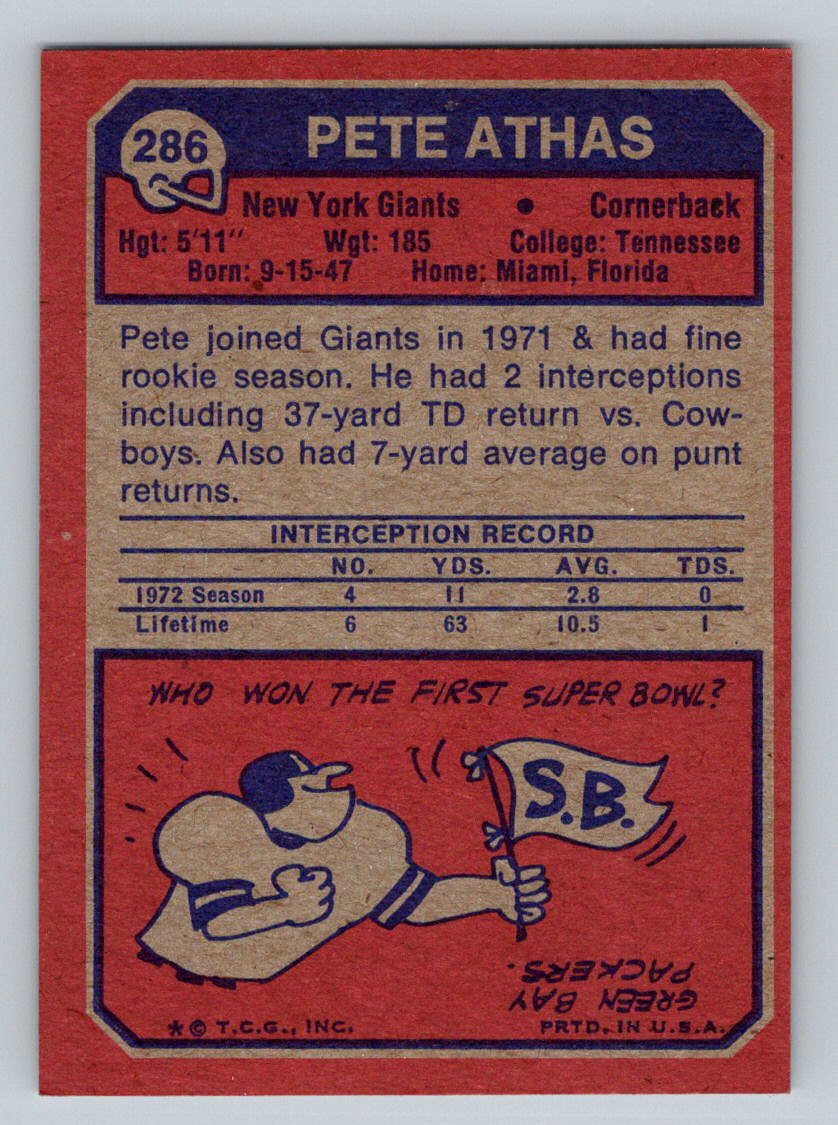 286
PETE ATHAS
New York Giants • Cornerback
Hgt: 5'11" Wgt: 185 College: Tennessee
Born: 9-15-47 Home: Miami, Florida
Pete joined Giants in 1971 & had fine
rookie season. He had 2 interceptions
including 37-yard TD return vs. Cow-
boys. Also had 7-yard average on punt
returns.
INTERCEPTION RECORD
NO. YDS. AVG. TDS.
1972 Season 4 11 2.8 0
Lifetime 6 63 10.5 1
WHO WON THE FIRST SUPER BOWL?
S.B.
GREEN BAY
PACKERS.
* © T.C.G., INC. PRTD. IN U.S.A.